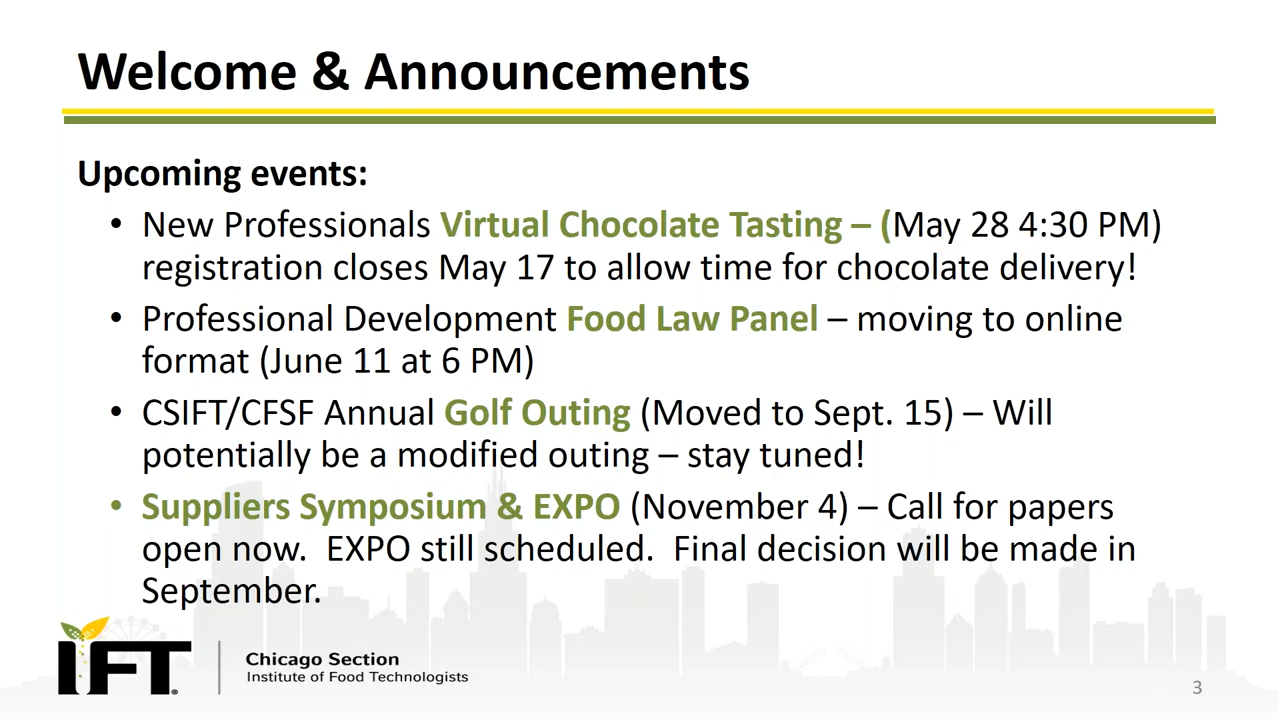 Welcome & Announcements
Upcoming events:
• New Professionals Virtual Chocolate Tasting – (May 28 4:30 PM)
registration closes May 17 to allow time for chocolate delivery!
• Professional Development Food Law Panel – moving to online
format (June 11 at 6 PM)
• CSIFT/CFSF Annual Golf Outing (Moved to Sept. 15) – Will
potentially be a modified outing – stay tuned!
• Suppliers Symposium & EXPO (November 4) – Call for papers
open now.  EXPO still scheduled.  Final decision will be made in
September.
IFT®
Chicago Section
Institute of Food Technologists
3